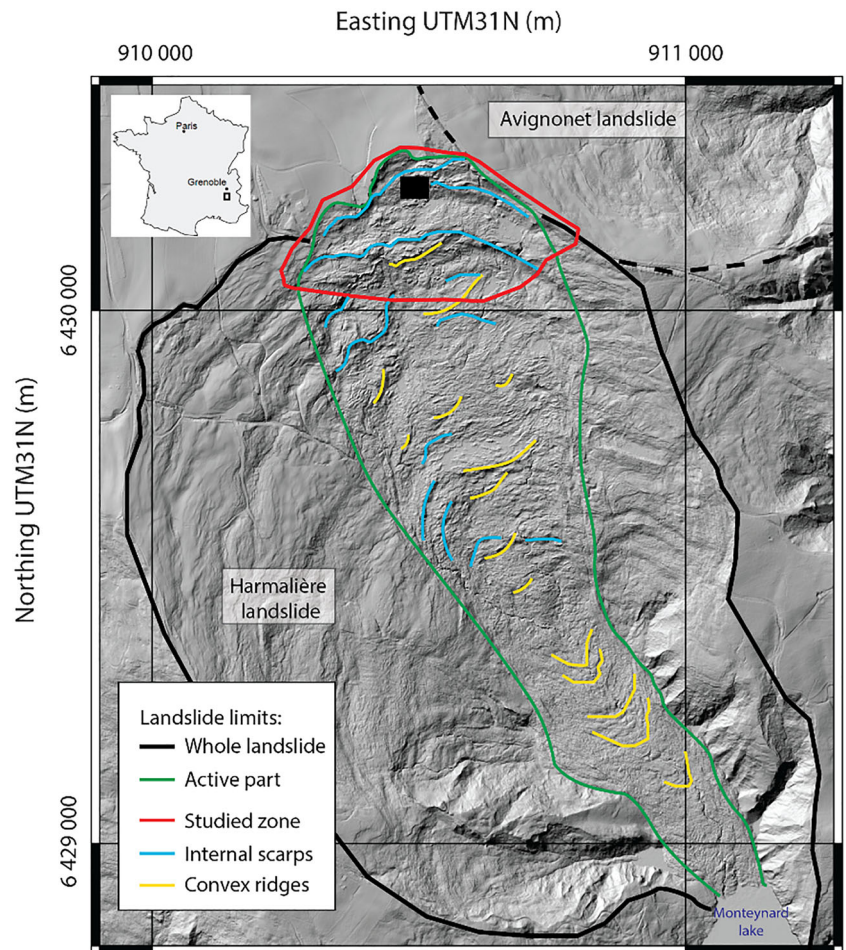 Easting UTM31N (m)
910 000
911 000
Paris
Grenoble
Avignonet landslide
6 430 000
Northing UTM31N (m)
Harmalière
landslide
Landslide limits:
Whole landslide
Active part
Studied zone
Internal scarps
Convex ridges
6 429 000
Monteynard
lake